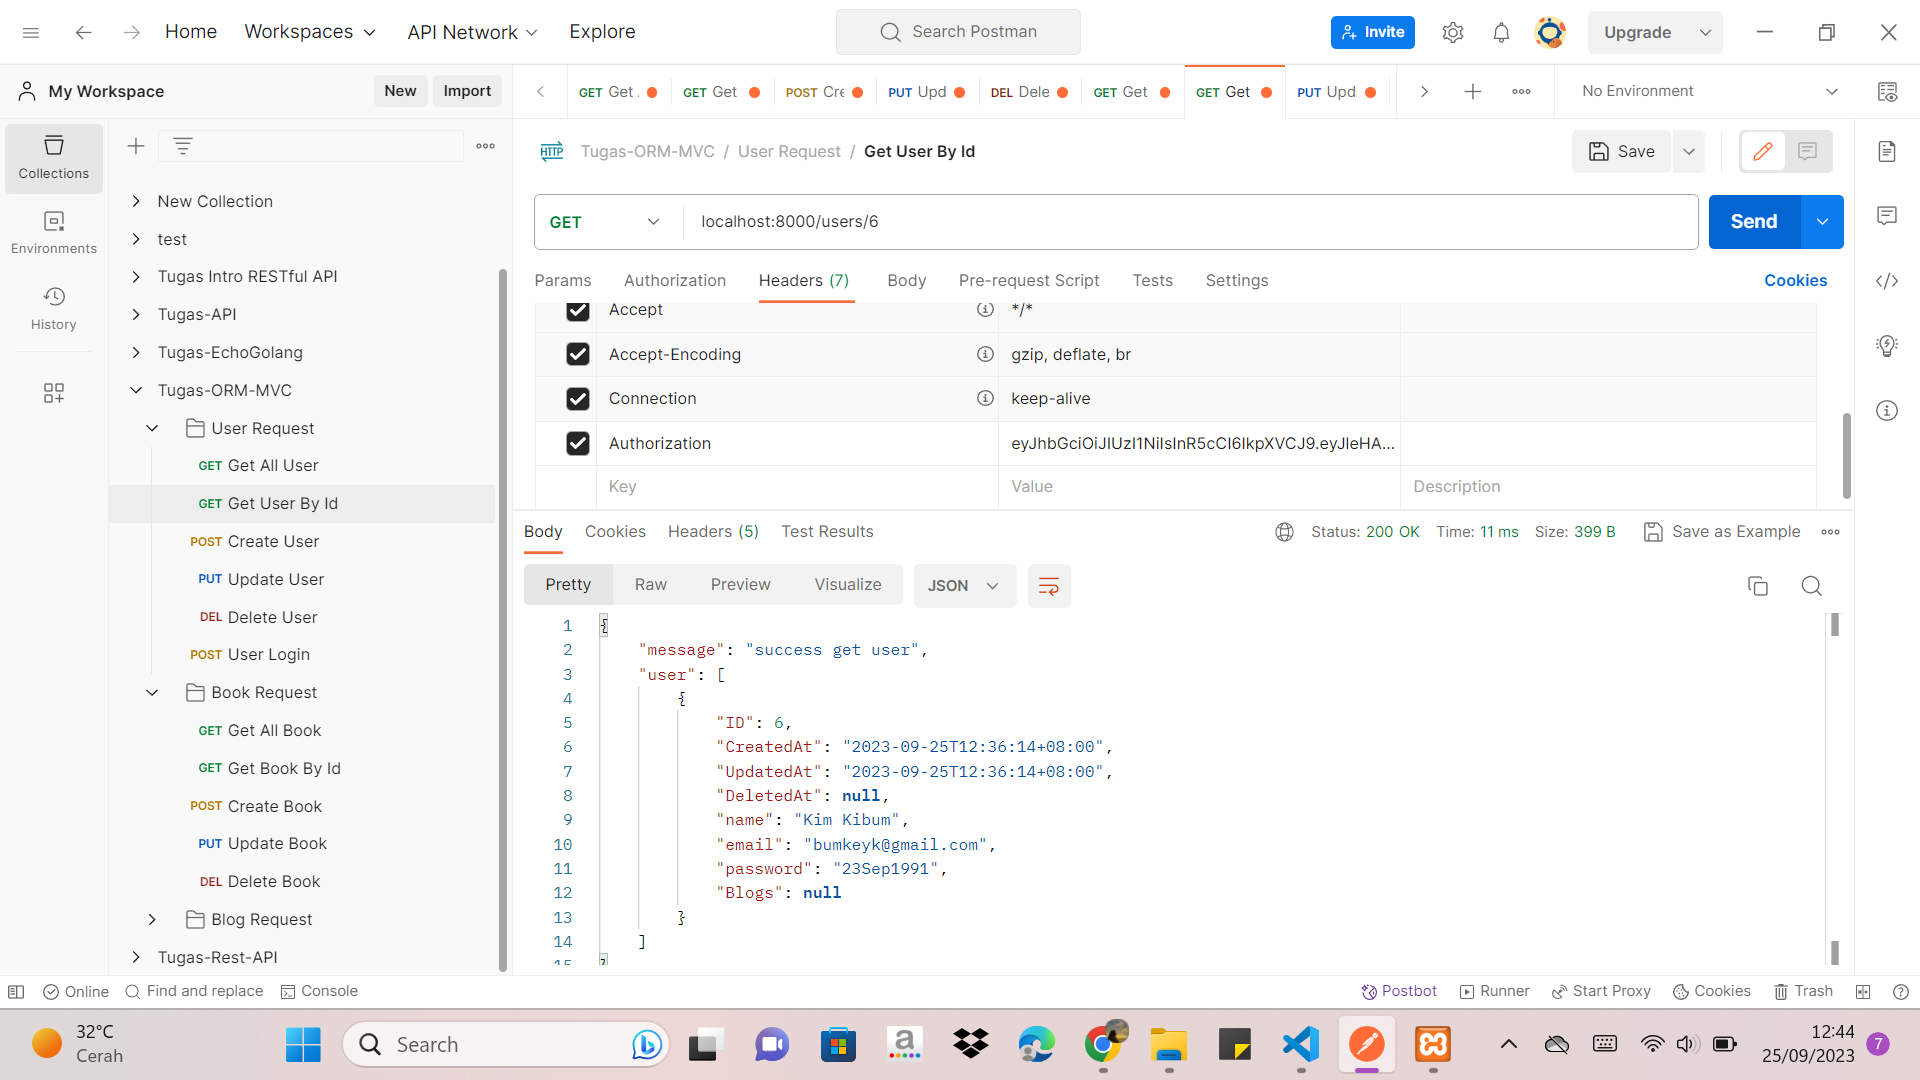 Home Workspaces API Network Explore Search Postman Invite Upgrade
My Workspace New Import GET Get . GET Get POST Cre PUT Upd DEL Dele GET Get GET Get PUT Upd No Environment
Collections
Environments
History
New Collection
test
Tugas Intro RESTful API
Tugas-API
Tugas-EchoGolang
Tugas-ORM-MVC
User Request
GET Get All User
GET Get User By Id
POST Create User
PUT Update User
DEL Delete User
POST User Login
Book Request
GET Get All Book
GET Get Book By Id
POST Create Book
PUT Update Book
DEL Delete Book
Blog Request
Tugas-Rest-API
HTTP Tugas-ORM-MVC / User Request / Get User By Id Save
GET localhost:8000/users/6 Send
Params Authorization Headers (7) Body Pre-request Script Tests Settings Cookies
Accept */*
Accept-Encoding gzip, deflate, br
Connection keep-alive
Authorization eyJhbGciOiJIUzI1NiIsInR5cCI6IkpXVCJ9.eyJleHA...
Key Value Description
Body Cookies Headers (5) Test Results Status: 200 OK Time: 11 ms Size: 399 B Save as Example
Pretty Raw Preview Visualize JSON
1 {
2 "message": "success get user",
3 "user": [
4 {
5 "ID": 6,
6 "CreatedAt": "2023-09-25T12:36:14+08:00",
7 "UpdatedAt": "2023-09-25T12:36:14+08:00",
8 "DeletedAt": null,
9 "name": "Kim Kibum",
10 "email": "bumkeyk@gmail.com",
11 "password": "23Sep1991",
12 "Blogs": null
13 }
14 ]
15 }
Online Find and replace Console Postbot Runner Start Proxy Cookies Trash
32°C
Cerah
Search
a
12:44
25/09/2023
7